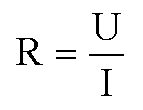 R = U / I